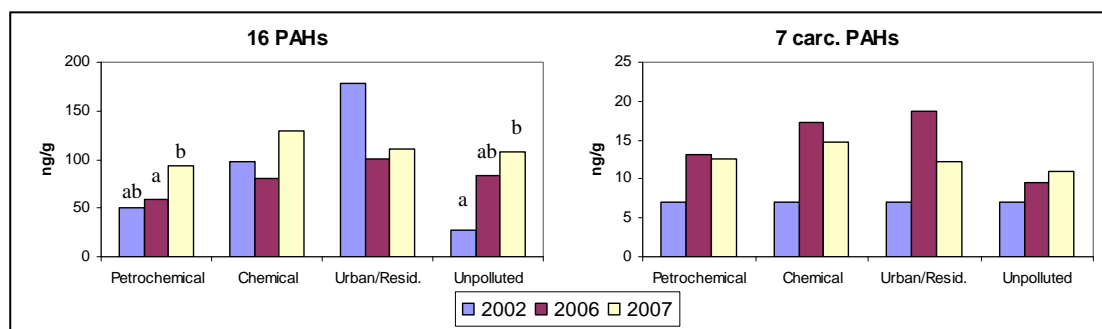 16 PAHs
200
150
100
50
0
ng/g
ab
a
b
a
ab
b
Petrochemical
Chemical
Urban/Resid.
Unpolluted
7 carc. PAHs
25
20
15
10
5
0
ng/g
Petrochemical
Chemical
Urban/Resid.
Unpolluted
2002
2006
2007